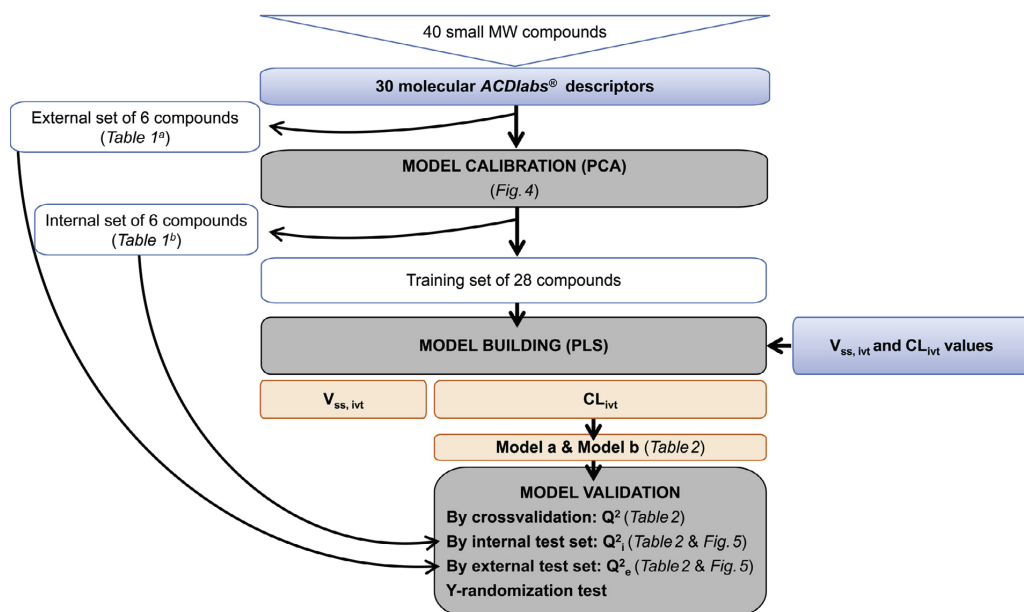 40 small MW compounds
30 molecular ACDlabs® descriptors
External set of 6 compounds
(Table 1ᵃ)
MODEL CALIBRATION (PCA)
(Fig. 4)
Internal set of 6 compounds
(Table 1ᵇ)
Training set of 28 compounds
MODEL BUILDING (PLS)
Vss, ivt and CLivt values
Vss, ivt
CLivt
Model a & Model b (Table 2)
MODEL VALIDATION
By crossvalidation: Q² (Table 2)
By internal test set: Q²i (Table 2 & Fig. 5)
By external test set: Q²e (Table 2 & Fig. 5)
Y-randomization test